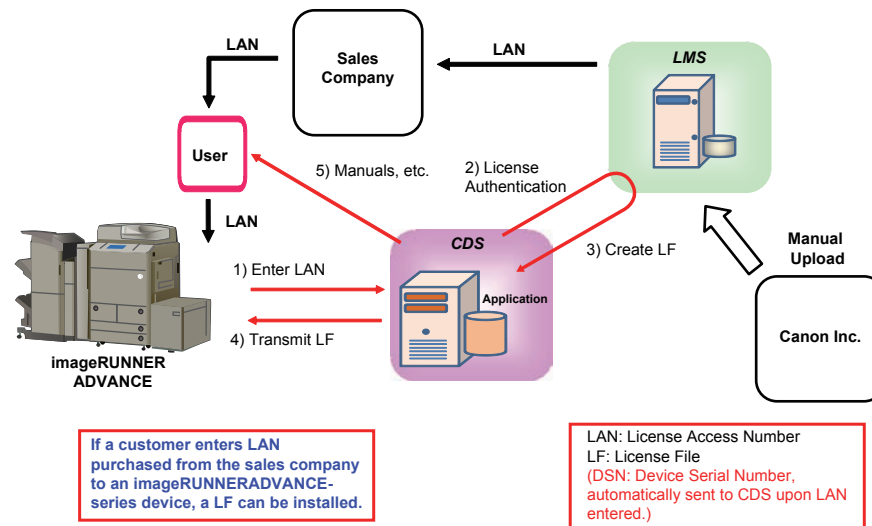 LAN
Sales
Company
LAN
LMS
User
5) Manuals, etc.
2) License
Authentication
LAN
CDS
3) Create LF
Manual
Upload
1) Enter LAN
Application
4) Transmit LF
Canon Inc.
imageRUNNER
ADVANCE
If a customer enters LAN
purchased from the sales company
to an imageRUNNERADVANCE-
series device, a LF can be installed.
LAN: License Access Number
LF: License File
(DSN: Device Serial Number,
automatically sent to CDS upon LAN
entered.)